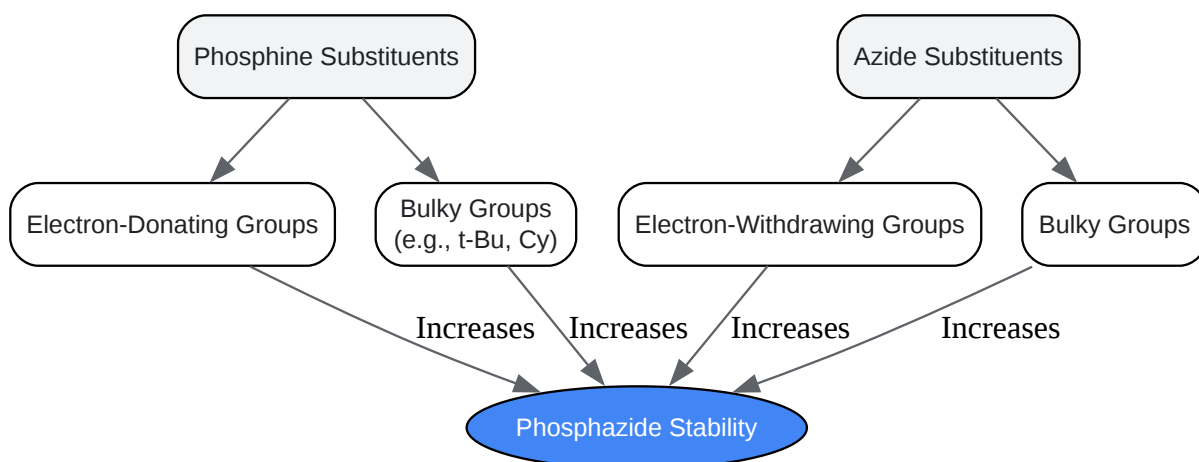 Phosphine Substituents
Azide Substituents
Electron-Donating Groups
Bulky Groups
(e.g., t-Bu, Cy)
Electron-Withdrawing Groups
Bulky Groups
Increases
Increases
Increases
Increases
Phosphazide Stability